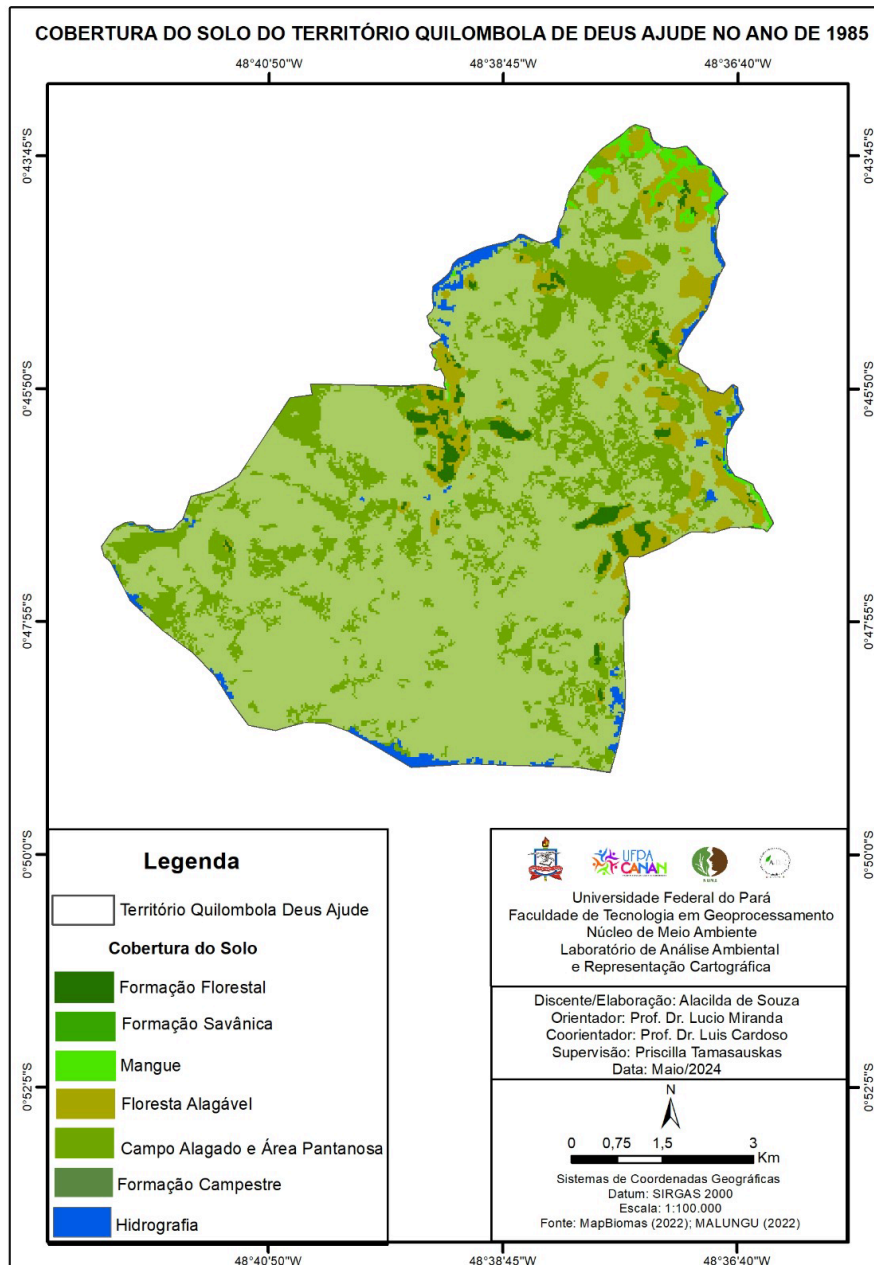 COBERTURA DO SOLO DO TERRITÓRIO QUILOMBOLA DE DEUS AJUDE NO ANO DE 1985
48°40'50"W 48°38'45"W 48°36'40"W
0°43'45"S 0°43'45"S
0°45'50"S 0°45'50"S
0°47'55"S 0°47'55"S
0°50'0"S 0°50'0"S
0°52'5"S 0°52'5"S
Legenda
Território Quilombola Deus Ajude
Cobertura do Solo
Formação Florestal
Formação Savânica
Mangue
Floresta Alagável
Campo Alagado e Área Pantanosa
Formação Campestre
Hidrografia
UFPA
CANAN
Universidade Federal do Pará
Faculdade de Tecnologia em Geoprocessamento
Núcleo de Meio Ambiente
Laboratório de Análise Ambiental
e Representação Cartográfica
Discente/Elaboração: Alacilda de Souza
Orientador: Prof. Dr. Lucio Miranda
Coorientador: Prof. Dr. Luis Cardoso
Supervisão: Priscilla Tamasauskas
Data: Maio/2024
N
0 0,75 1,5 3
Km
Sistemas de Coordenadas Geográficas
Datum: SIRGAS 2000
Escala: 1:100.000
Fonte: MapBiomas (2022); MALUNGU (2022)
48°40'50"W 48°38'45"W 48°36'40"W